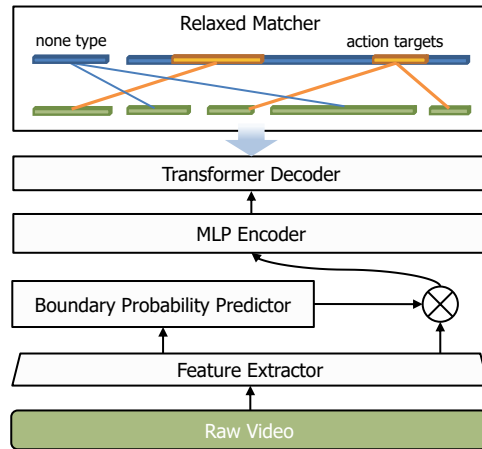 Relaxed Matcher
none type
action targets
Transformer Decoder
MLP Encoder
Boundary Probability Predictor
Feature Extractor
Raw Video